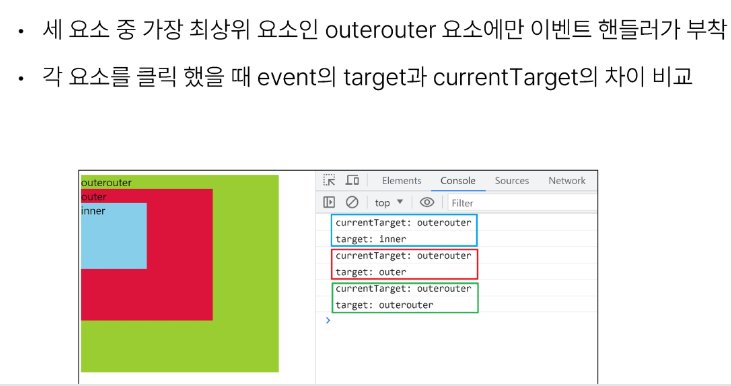 • 세 요소 중 가장 최상위 요소인 outerouter 요소에만 이벤트 핸들러가 부착
• 각 요소를 클릭 했을 때 event의 target과 currentTarget의 차이 비교
outerouter
outer
inner
Elements Console Sources Network
top ▼ Filter
currentTarget: outerouter
target: inner
currentTarget: outerouter
target: outer
currentTarget: outerouter
target: outerouter
>